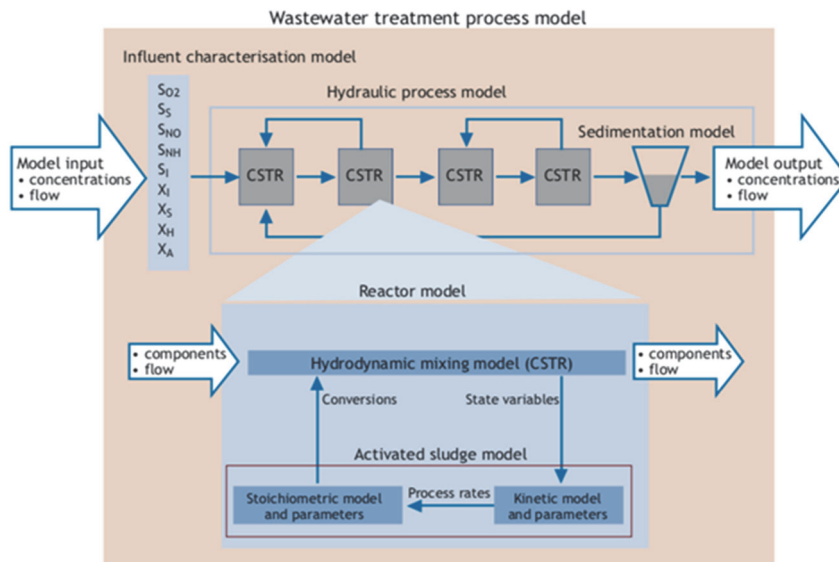 Wastewater treatment process model
Influent characterisation model
SO2
SS
SNO
SNH
SI
XI
XS
XH
XA
Hydraulic process model
Sedimentation model
Model input
• concentrations
• flow
CSTR
CSTR
CSTR
CSTR
Model output
• concentrations
• flow
Reactor model
• components
• flow
Hydrodynamic mixing model (CSTR)
• components
• flow
Conversions
State variables
Activated sludge model
Stoichiometric model
and parameters
Process rates
Kinetic model
and parameters